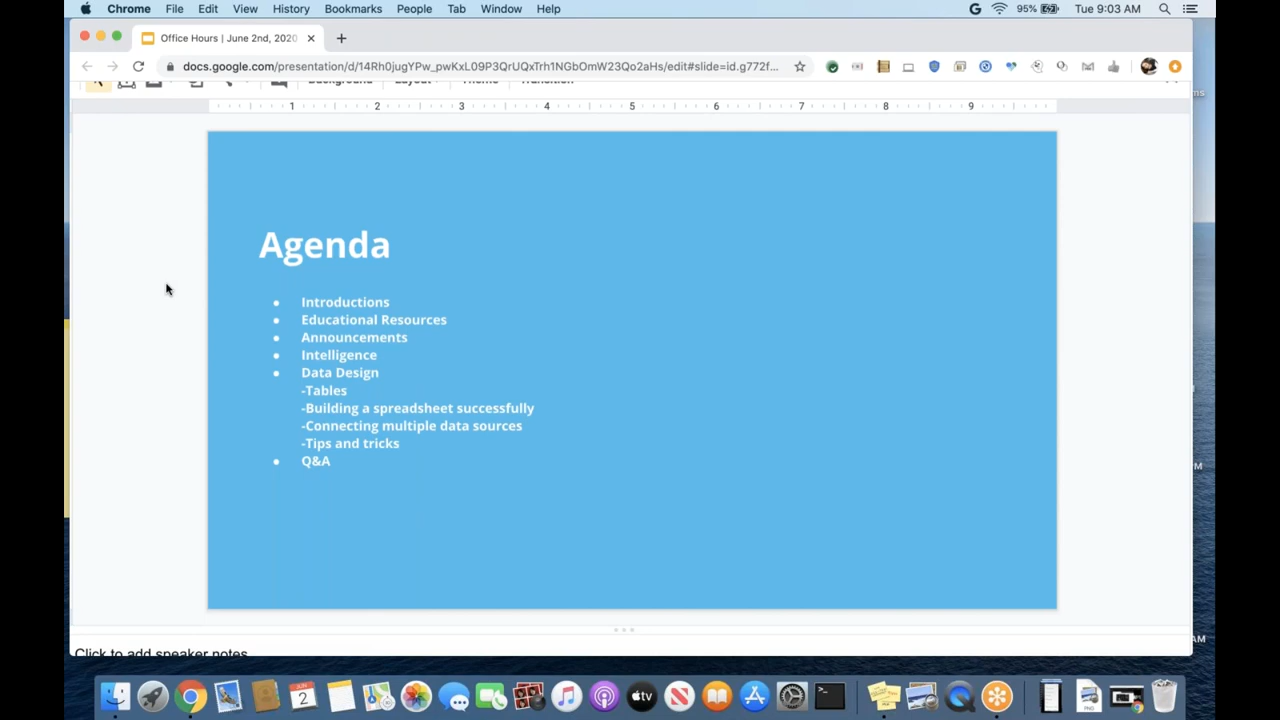 Chrome File Edit View History Bookmarks People Tab Window Help 95% Tue 9:03 AM
Office Hours | June 2nd, 2020
docs.google.com/presentation/d/14Rh0jugYPw_pwKxL09P3QrUQxTrh1NGbOmW23Qo2aHs/edit#slide=id.g772f...
Background Layout Theme Transition
1 2 3 4 5 6 7 8 9
Agenda
● Introductions
● Educational Resources
● Announcements
● Intelligence
● Data Design
-Tables
-Building a spreadsheet successfully
-Connecting multiple data sources
-Tips and tricks
● Q&A
Click to add speaker notes
JUN
2
tv